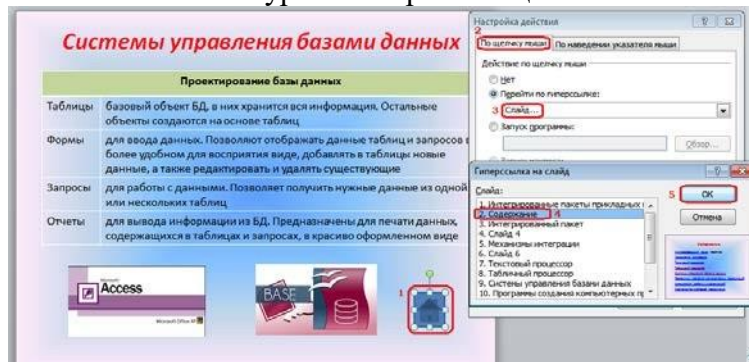 Системы управления базами данных
Проектирование базы данных
Таблицы
базовый объект БД, в них хранится вся информация. Остальные
объекты создаются на основе таблиц
Формы
для ввода данных. Позволяют отображать данные таблиц и запросов в
более удобном для восприятия виде, добавлять в таблицы новые
данные, а также редактировать и удалять существующие
Запросы
для работы с данными. Позволяет получить нужные данные из одной
или нескольких таблиц
Отчеты
для вывода информации из БД. Предназначены для печати данных,
содержащихся в таблицах и запросах, в красиво оформленном виде
Microsoft
Access
Microsoft Office XP
BASE
1
Настройка действия
2
По щелчку мыши
По наведении указателя мыши
Действие по щелчку мыши
Нет
Перейти по гиперссылке:
3 Слайд...
Запуск программы:
Обзор...
Гиперссылка на слайд
Слайд:
1. Интегрированные пакеты прикладных
2. Содержание 4
3. Интегрированный пакет
4. Слайд 4
5. Механизмы интеграции
6. Слайд 6
7. Текстовый процессор
8. Табличный процессор
9. Системы управления базами данных
10. Программы создания компьютерных
5
ОК
Отмена